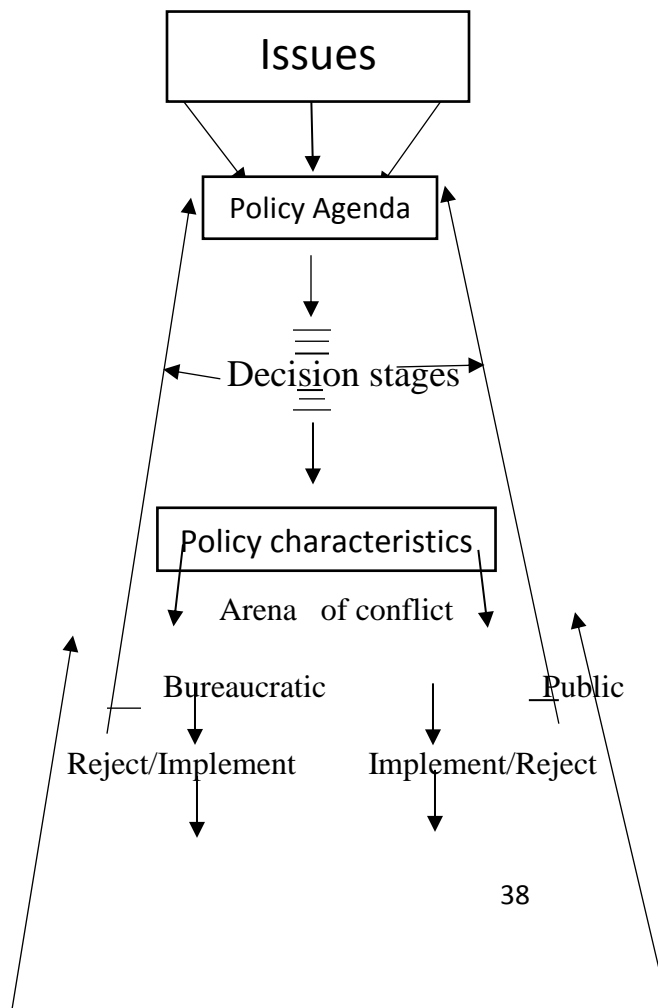 Issues
Policy Agenda
Decision stages
Policy characteristics
Arena of conflict
Bureaucratic Public
Reject/Implement Implement/Reject
38